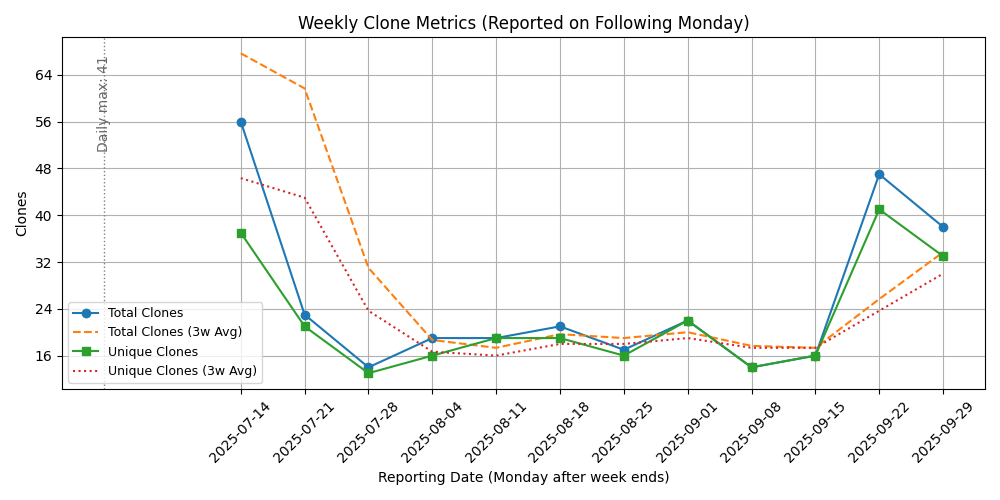 Weekly Clone Metrics (Reported on Following Monday)
Clones
64
56
48
40
32
24
16
Daily max: 41
Total Clones
Total Clones (3w Avg)
Unique Clones
Unique Clones (3w Avg)
2025-07-14
2025-07-21
2025-07-28
2025-08-04
2025-08-11
2025-08-18
2025-08-25
2025-09-01
2025-09-08
2025-09-15
2025-09-22
2025-09-29
Reporting Date (Monday after week ends)